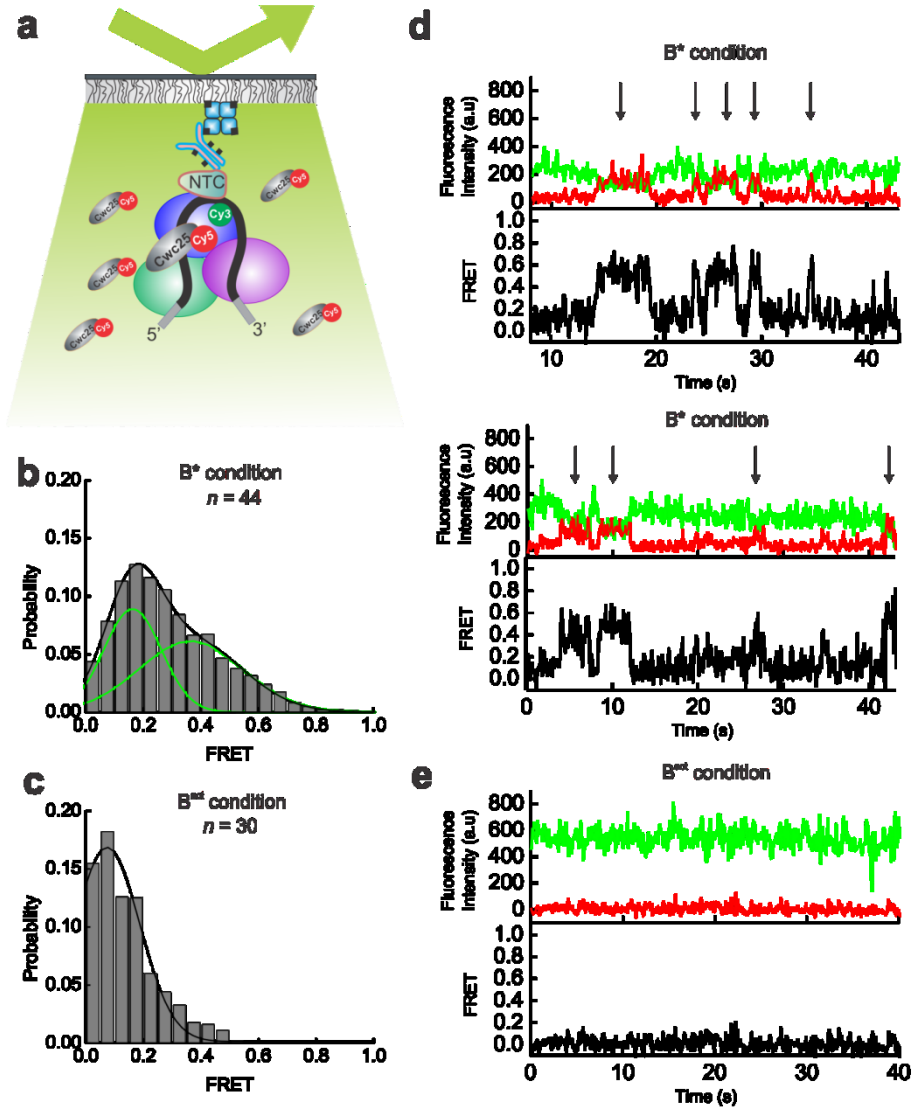 a
NTC
Cy3
Cwc25 Cy5
Cwc25 Cy5
Cwc25 Cy5
Cwc25 Cy5
Cwc25 Cy5
Cwc25 Cy5
5'
3'
b
B* condition
n = 44
Probability
0.20
0.15
0.10
0.05
0.00
0.0 0.2 0.4 0.6 0.8 1.0
FRET
c
B^act condition
n = 30
Probability
0.20
0.15
0.10
0.05
0.00
0.0 0.2 0.4 0.6 0.8 1.0
FRET
d
B* condition
Fluorescence
Intensity (a.u)
800
600
400
200
0
FRET
1.0
0.8
0.6
0.4
0.2
0.0
10 20 30 40
Time (s)
B* condition
Fluorescence
Intensity (a.u)
800
600
400
200
0
FRET
1.0
0.8
0.6
0.4
0.2
0.0
0 10 20 30 40
Time (s)
e
B^act condition
Fluorescence
Intensity (a.u)
800
600
400
200
0
FRET
1.0
0.8
0.6
0.4
0.2
0.0
0 10 20 30 40
Time (s)